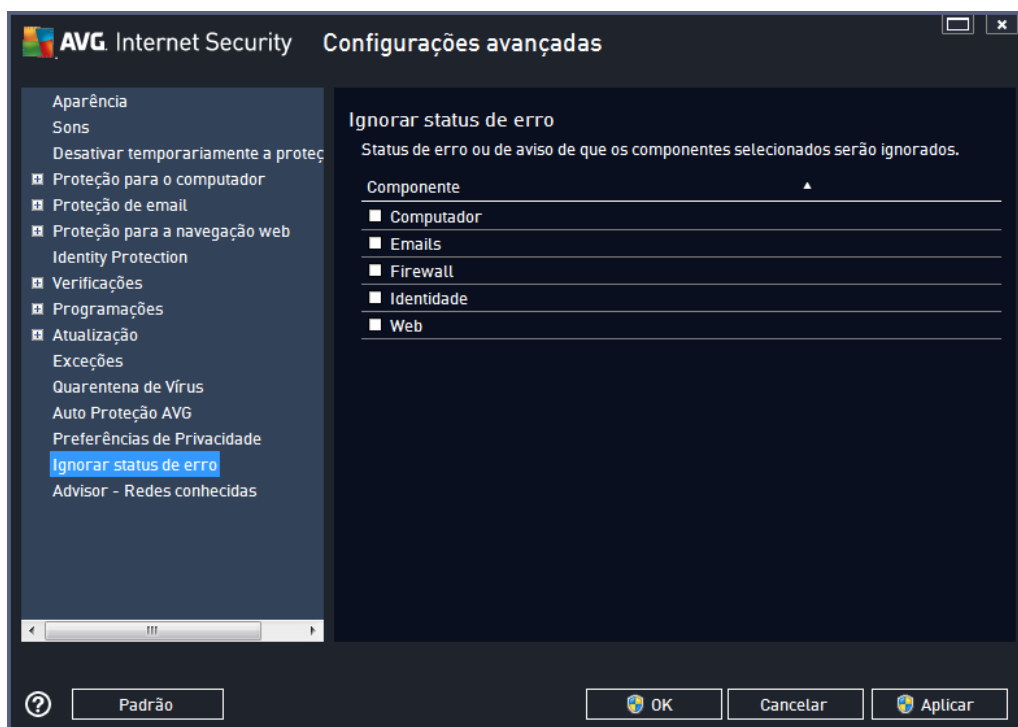 AVG. Internet Security Configurações avançadas
Aparência
Sons
Desativar temporariamente a proteç
Proteção para o computador
Proteção de email
Proteção para a navegação web
Identity Protection
Verificações
Programações
Atualização
Exceções
Quarentena de Vírus
Auto Proteção AVG
Preferências de Privacidade
Ignorar status de erro
Advisor - Redes conhecidas
Ignorar status de erro
Status de erro ou de aviso de que os componentes selecionados serão ignorados.
Componente
Computador
Emails
Firewall
Identidade
Web
Padrão
OK
Cancelar
Aplicar